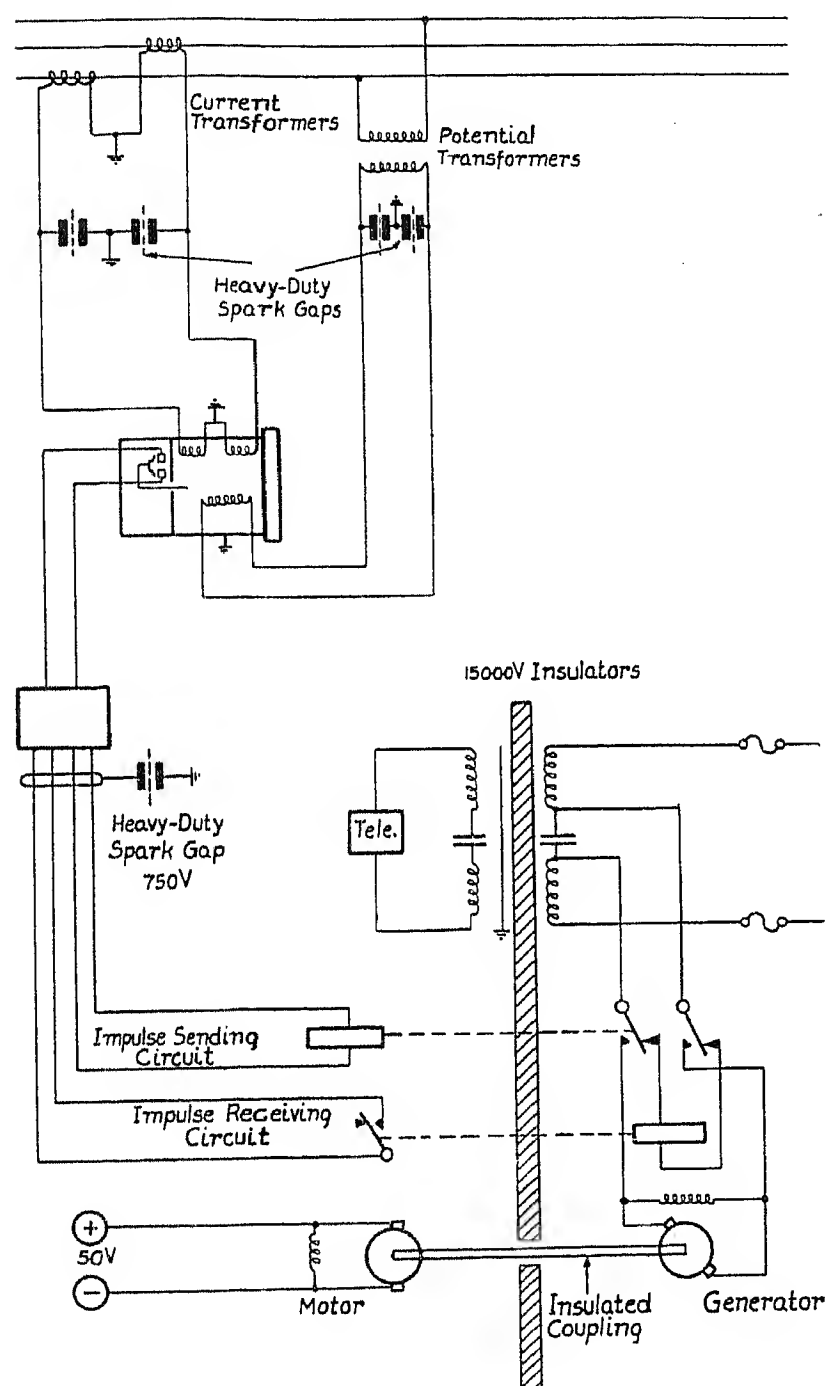 Current
Transformers
Potential
Transformers
Heavy-Duty
Spark Gaps
15000V Insulators
Tele.
Heavy-Duty
Spark Gap
750V
Impulse Sending
Circuit
Impulse Receiving
Circuit
+
50V
−
Motor
Insulated
Coupling
Generator